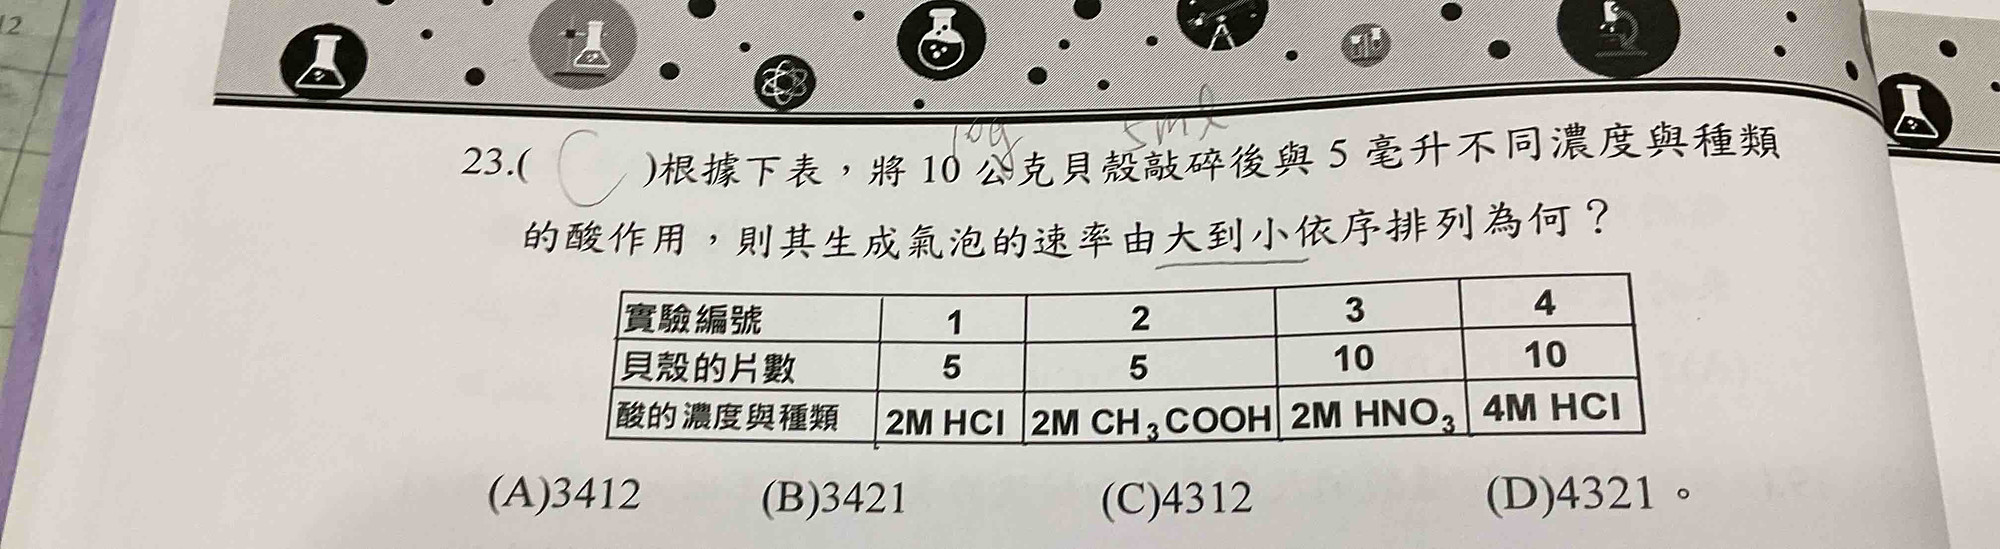 12
10g 5ml
23.( C )根據下表，將 10 公克貝殼敲碎後與 5 毫升不同濃度與種類
的酸作用，則其生成氣泡的速率由大到小依序排列為何？
實驗編號 1 2 3 4
貝殼的片數 5 5 10 10
酸的濃度與種類 2M HCl 2M CH₃COOH 2M HNO₃ 4M HCl
(A)3412 (B)3421 (C)4312 (D)4321。